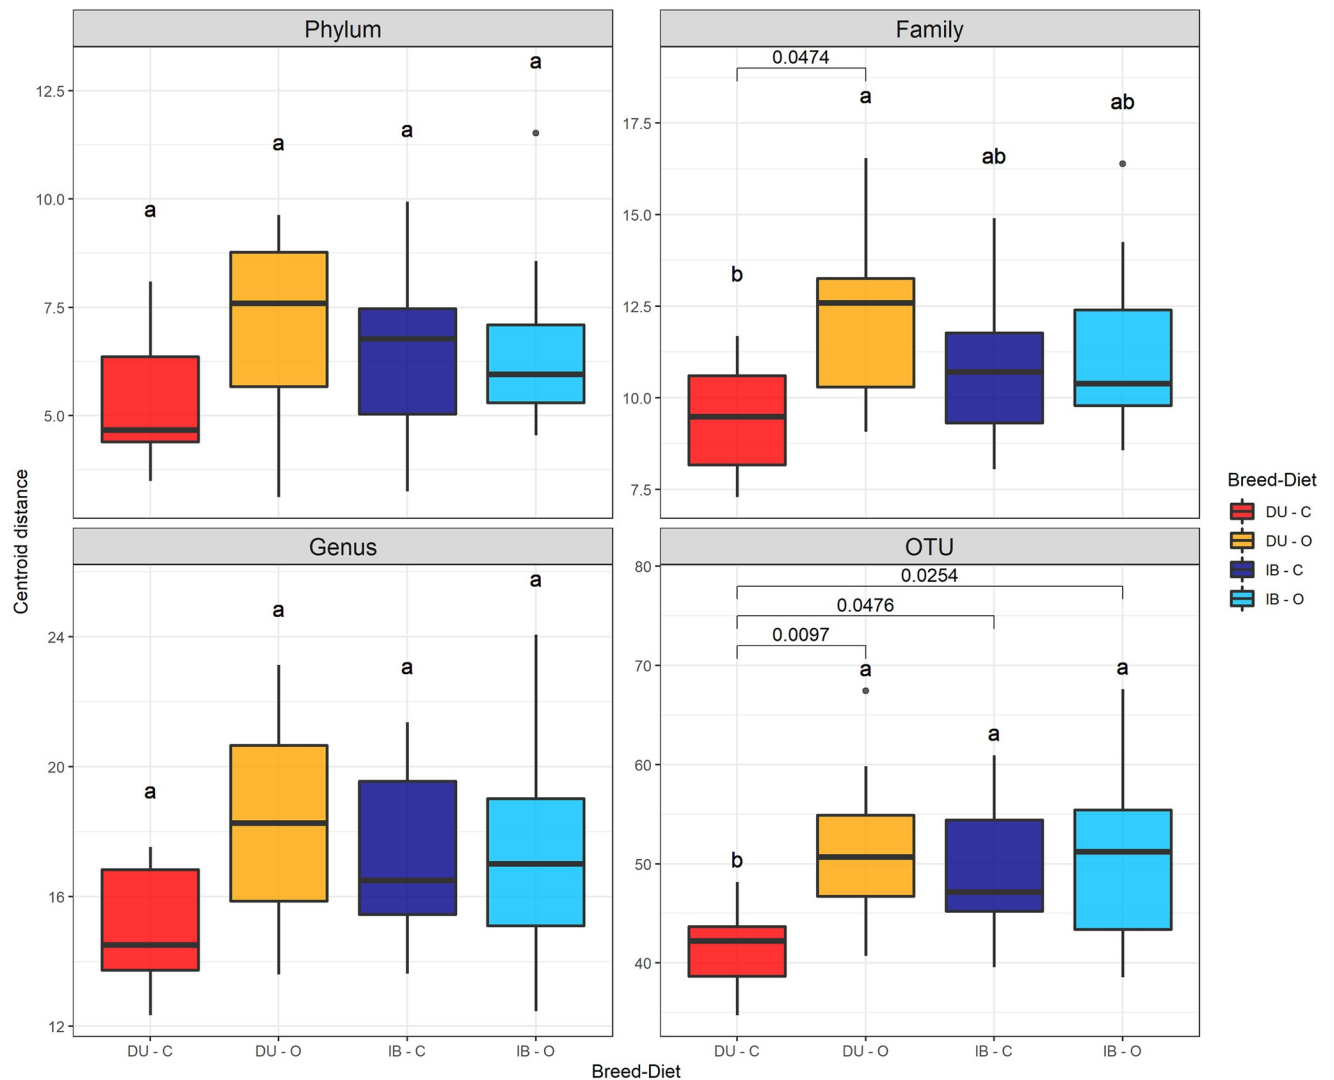 Phylum
Family
Centroid distance
12.5
10.0
7.5
5.0
a
a
a
a
17.5
15.0
12.5
10.0
7.5
0.0474
b
a
ab
ab
Genus
OTU
24
20
16
12
a
a
a
a
80
70
60
50
40
0.0254
0.0476
0.0097
b
a
a
a
DU - C
DU - O
IB - C
IB - O
DU - C
DU - O
IB - C
IB - O
Breed-Diet
Breed-Diet
DU - C
DU - O
IB - C
IB - O